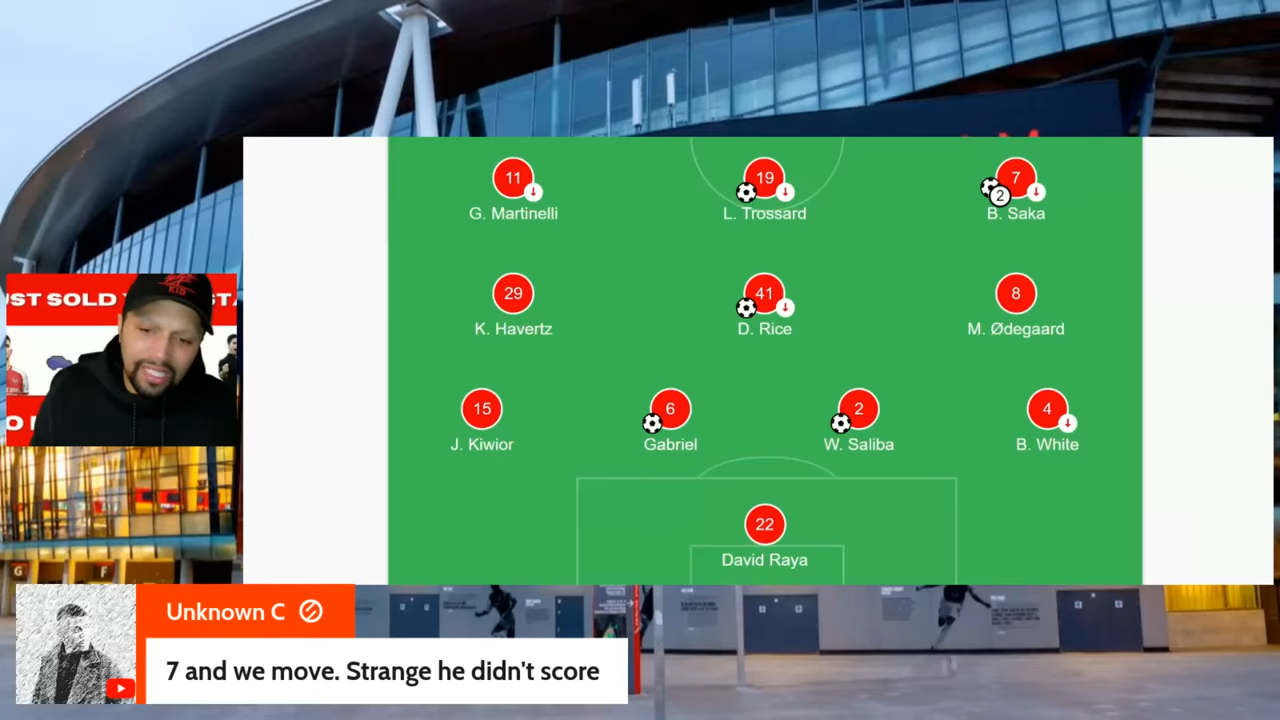 11
19
2
7
G. Martinelli
L. Trossard
B. Saka
29
41
8
K. Havertz
D. Rice
M. Ødegaard
15
6
2
4
J. Kiwior
Gabriel
W. Saliba
B. White
22
David Raya
UST SOLD
G
F
Unknown C
7 and we move. Strange he didn't score